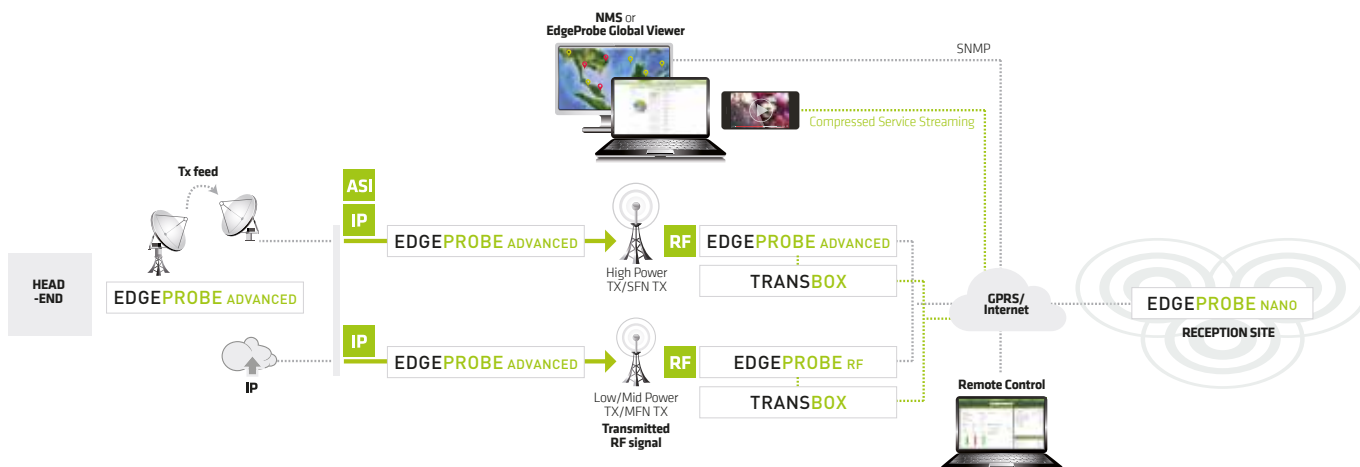 NMS or
EdgeProbe Global Viewer
SNMP
Compressed Service Streaming
Tx feed
ASI
IP
EDGEPROBE ADVANCED
RF
EDGEPROBE ADVANCED
High Power
TX/SFN TX
TRANSBOX
HEAD
-END
EDGEPROBE ADVANCED
GPRS/
Internet
EDGEPROBE NANO
RECEPTION SITE
IP
IP
EDGEPROBE ADVANCED
RF
EDGEPROBE RF
Low/Mid Power
TX/MFN TX
Transmitted
RF signal
TRANSBOX
Remote Control